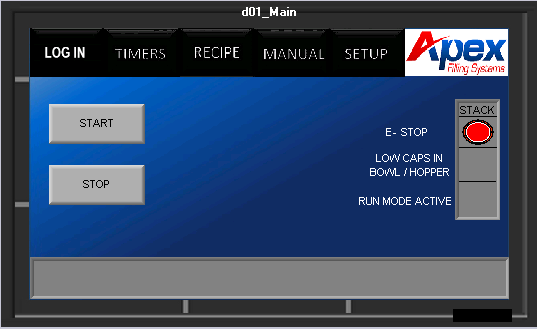 d01_Main
LOG IN
TIMERS
RECIPE
MANUAL
SETUP
Apex
Filling Systems
START
STOP
STACK
E- STOP
LOW CAPS IN
BOWL / HOPPER
RUN MODE ACTIVE